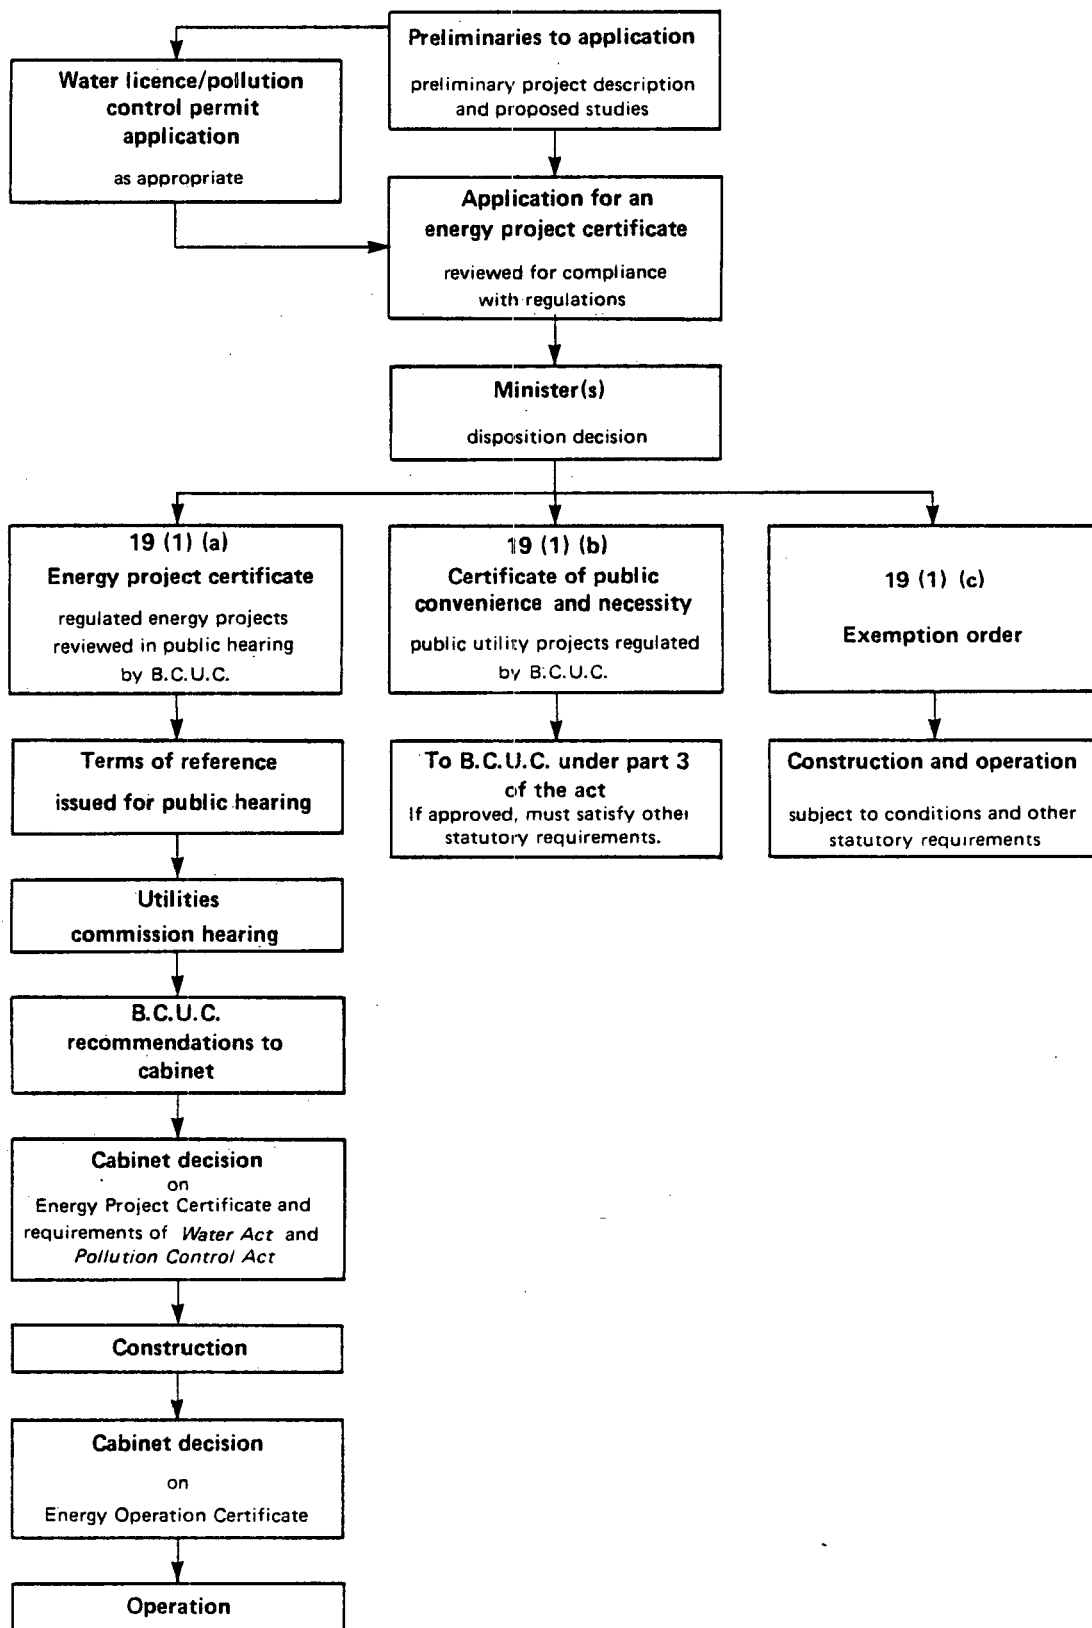 Preliminaries to application
preliminary project description
and proposed studies
Water licence/pollution
control permit
application
as appropriate
Application for an
energy project certificate
reviewed for compliance
with regulations
Minister(s)
disposition decision
19 (1) (a)
Energy project certificate
regulated energy projects
reviewed in public hearing
by B.C.U.C.
19 (1) (b)
Certificate of public
convenience and necessity
public utility projects regulated
by B.C.U.C.
19 (1) (c)
Exemption order
Terms of reference
issued for public hearing
To B.C.U.C. under part 3
of the act
If approved, must satisfy other
statutory requirements.
Construction and operation
subject to conditions and other
statutory requirements
Utilities
commission hearing
B.C.U.C.
recommendations to
cabinet
Cabinet decision
on
Energy Project Certificate and
requirements of Water Act and
Pollution Control Act
Construction
Cabinet decision
on
Energy Operation Certificate
Operation